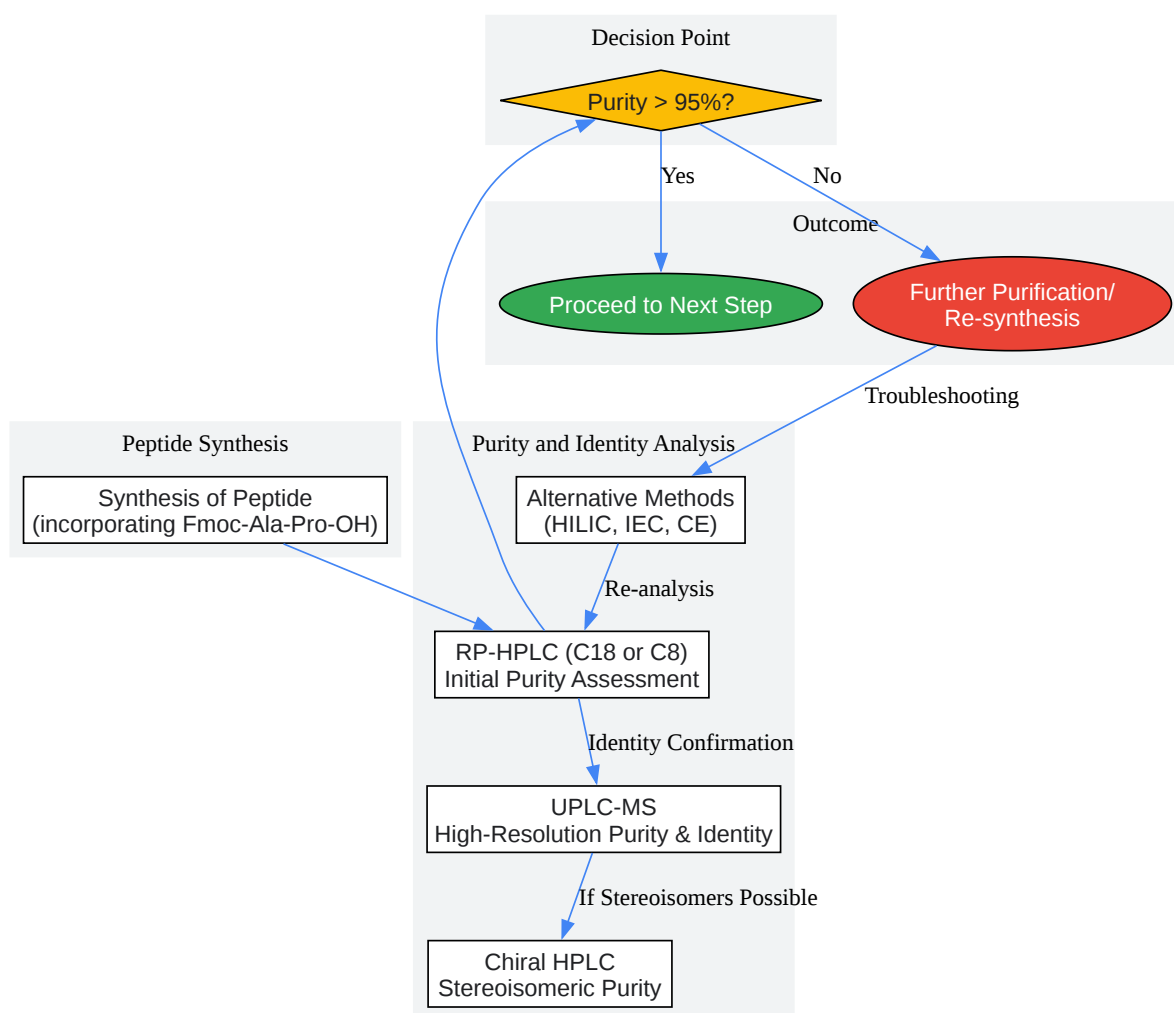 Decision Point
Purity > 95%?
Yes
No
Outcome
Proceed to Next Step
Further Purification/
Re-synthesis
Troubleshooting
Peptide Synthesis
Synthesis of Peptide
(incorporating Fmoc-Ala-Pro-OH)
Purity and Identity Analysis
Alternative Methods
(HILIC, IEC, CE)
Re-analysis
RP-HPLC (C18 or C8)
Initial Purity Assessment
Identity Confirmation
UPLC-MS
High-Resolution Purity & Identity
If Stereoisomers Possible
Chiral HPLC
Stereoisomeric Purity